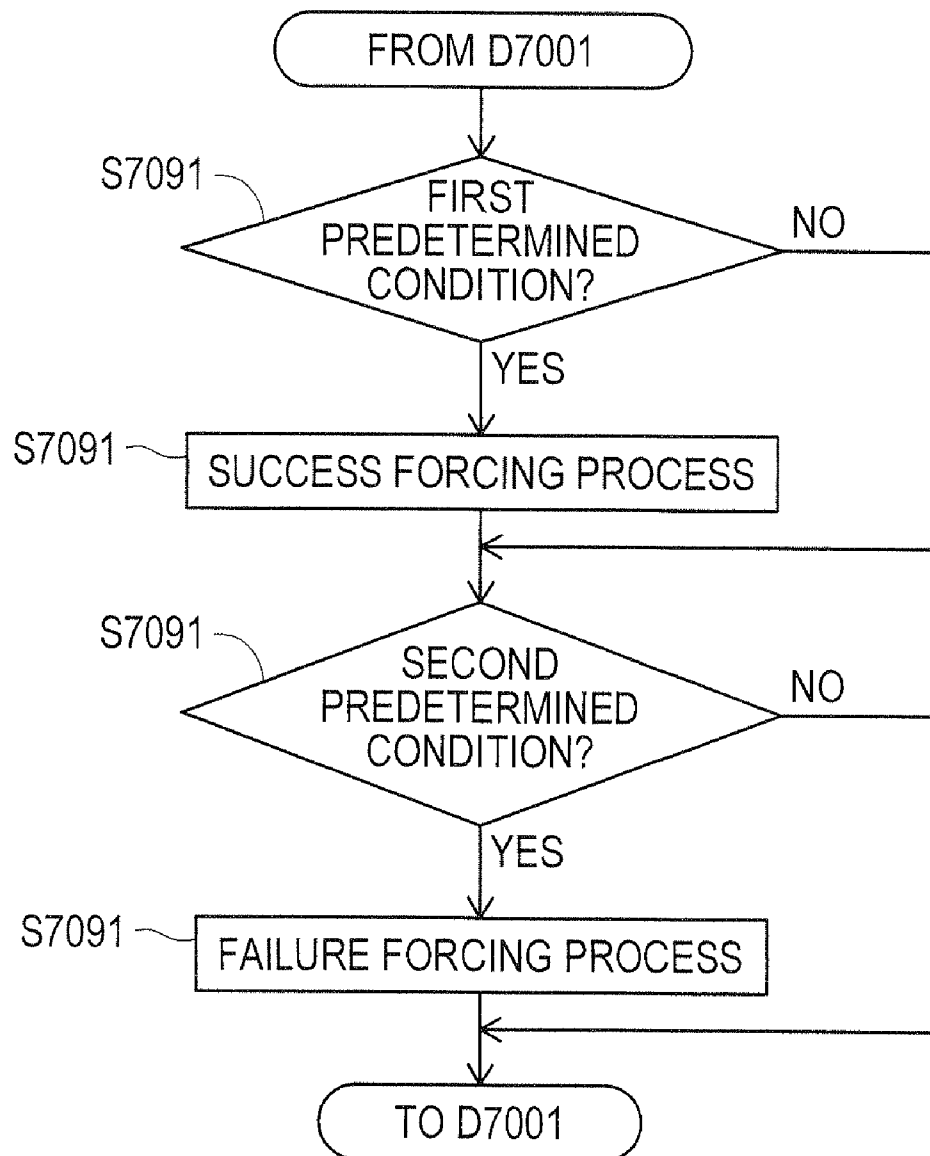 FROM D7001
S7091
FIRST
PREDETERMINED
CONDITION?
NO
YES
S7091
SUCCESS FORCING PROCESS
S7091
SECOND
PREDETERMINED
CONDITION?
NO
YES
S7091
FAILURE FORCING PROCESS
TO D7001